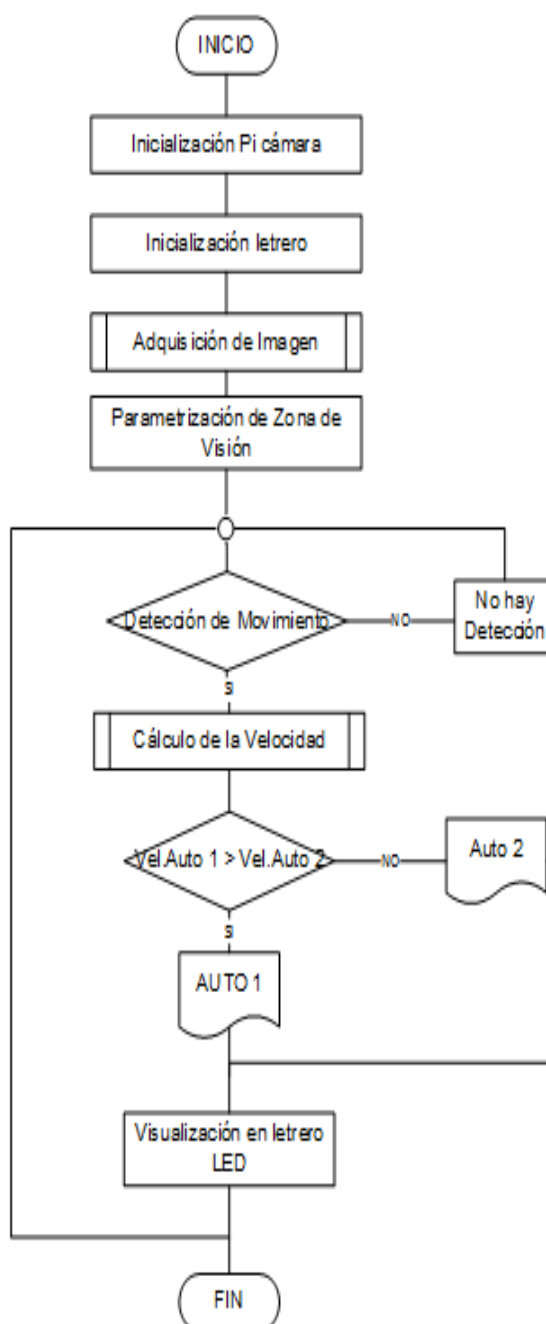 INICIO
Inicialización Pi cámara
Inicialización letrero
Adquisición de Imagen
Parametrización de Zona de
Visión
Detección de Movimiento
NO
No hay
Detección
SI
Cálculo de la Velocidad
Vel.Auto 1 > Vel.Auto 2
NO
Auto 2
SI
AUTO 1
Visualización en letrero
LED
FIN